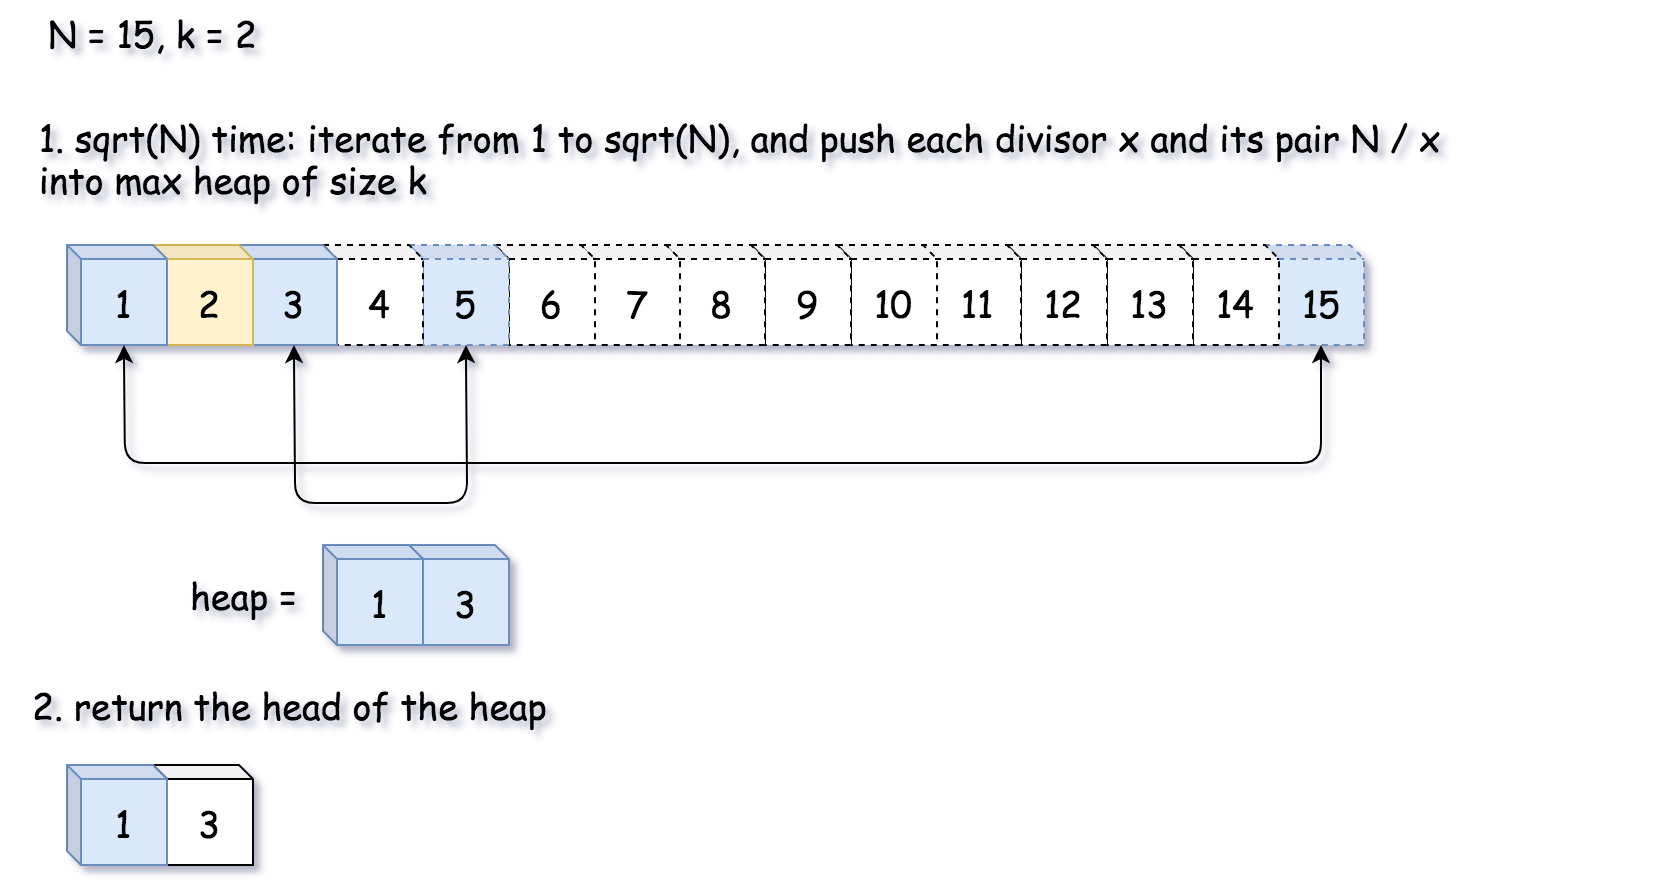 N = 15, k = 2
1. sqrt(N) time: iterate from 1 to sqrt(N), and push each divisor x and its pair N / x
into max heap of size k
1 2 3 4 5 6 7 8 9 10 11 12 13 14 15
heap = 1 3
2. return the head of the heap
1 3